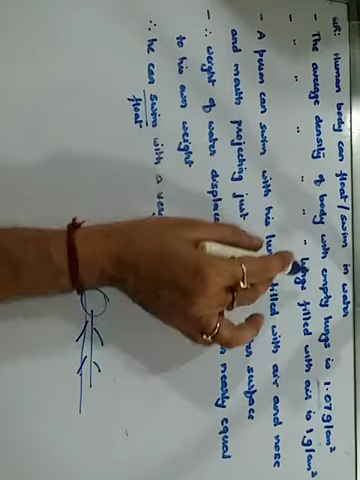 WR: Human body can float/swim in water
- The average density of body with empty lungs is 1.07g/cm³
- " " " " lungs filled with air is 1g/cm³
- A person can swim with his filled with air and nose
and mouth projecting just surface
- ∴ weight of water displace nearly equal
to his own weight
∴ he can swim with a
float